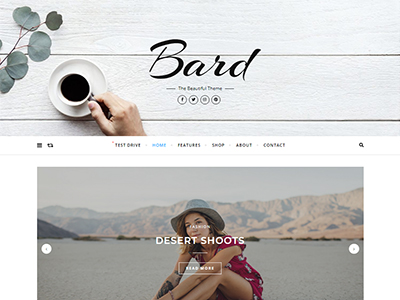 Bard
The Beautiful Theme
TEST DRIVE HOME FEATURES SHOP ABOUT CONTACT
FASHION
DESERT SHOOTS
READ MORE